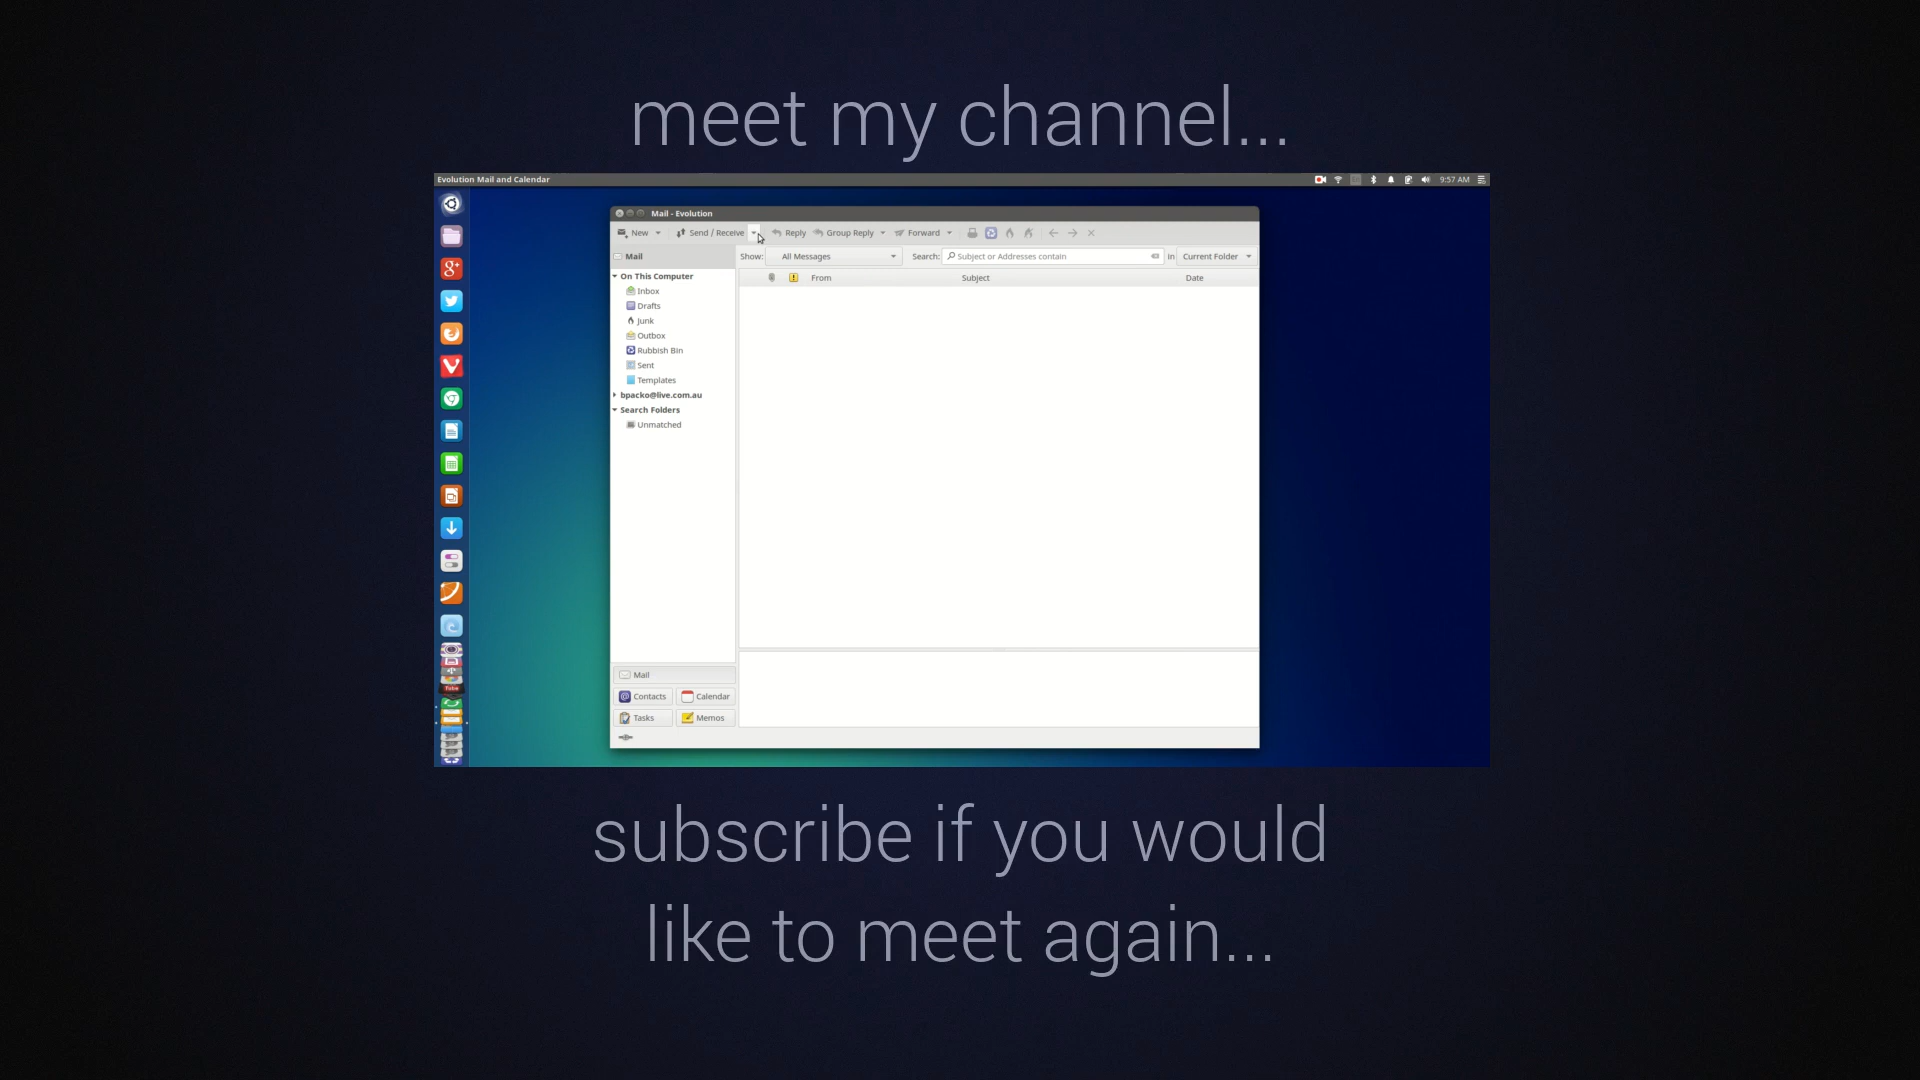 meet my channel...
Evolution Mail and Calendar
9:57 AM
Mail - Evolution
New
Send / Receive
Reply
Group Reply
Forward
Mail
Show:
All Messages
Search:
Subject or Addresses contain
in
Current Folder
From
Subject
Date
On This Computer
Inbox
Drafts
Junk
Outbox
Rubbish Bin
Sent
Templates
bpacko@live.com.au
Search Folders
Unmatched
Mail
Contacts
Calendar
Tasks
Memos
Tube
subscribe if you would
like to meet again...